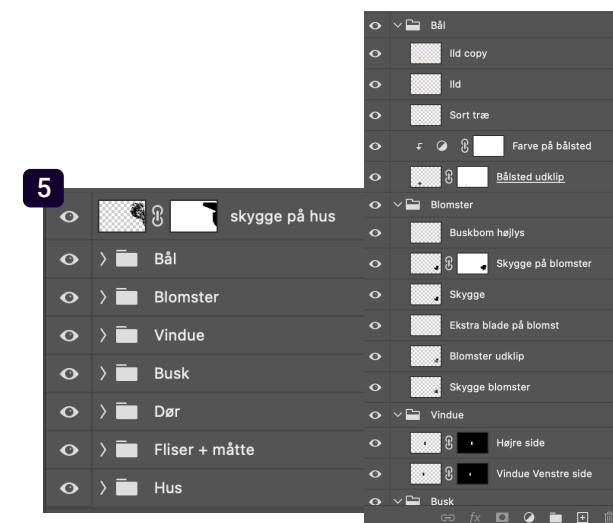 5
skygge på hus
Bål
Blomster
Vindue
Busk
Dør
Fliser + måtte
Hus
Bål
Ild copy
Ild
Sort træ
Farve på bålsted
Bålsted udklip
Blomster
Buskbom højlys
Skygge på blomster
Skygge
Ekstra blade på blomst
Blomster udklip
Skygge blomster
Vindue
Højre side
Vindue Venstre side
Busk
fx